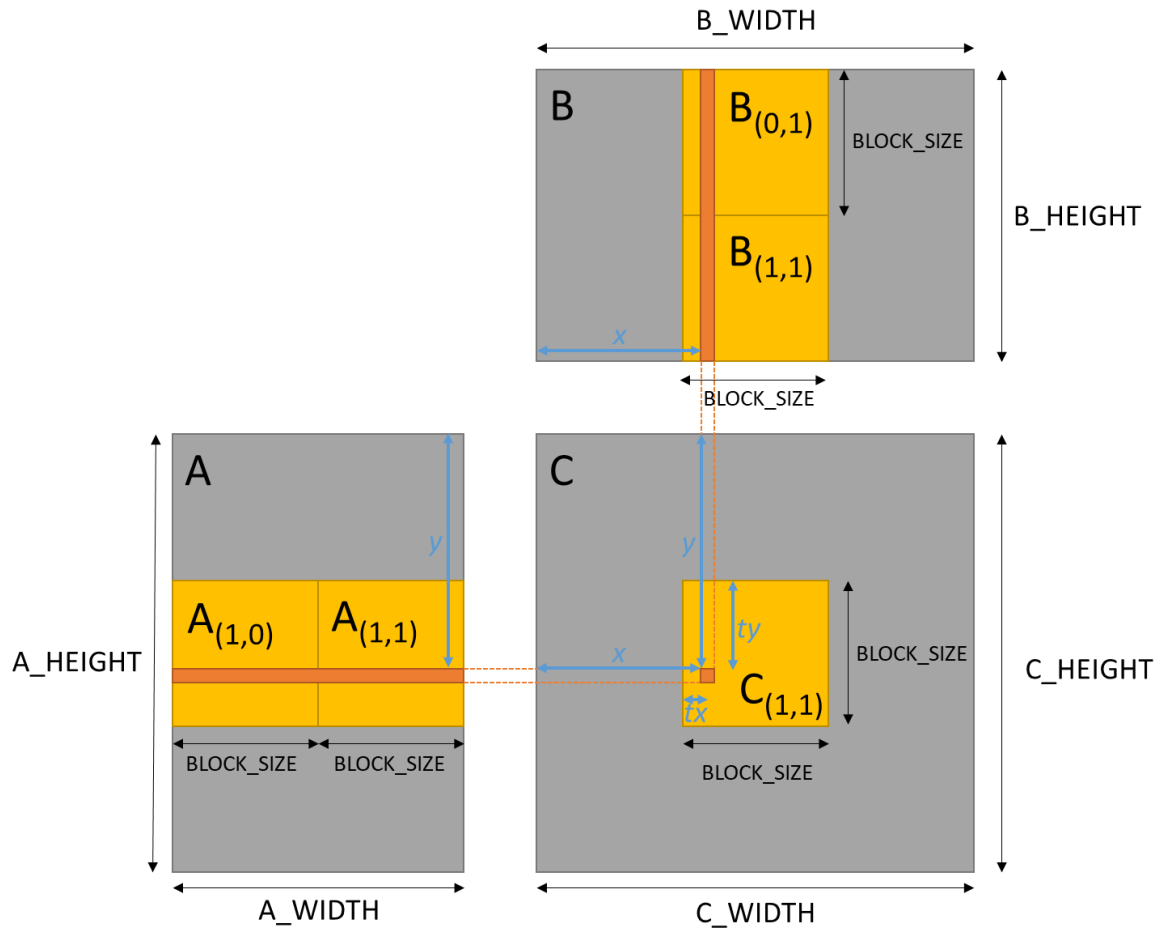 B_WIDTH
B
B(0,1)
BLOCK_SIZE
B_HEIGHT
B(1,1)
x
BLOCK_SIZE
A
C
y
y
A(1,0)
A(1,1)
ty
x
A_HEIGHT
BLOCK_SIZE
C_HEIGHT
C(1,1)
tx
BLOCK_SIZE
BLOCK_SIZE
BLOCK_SIZE
A_WIDTH
C_WIDTH